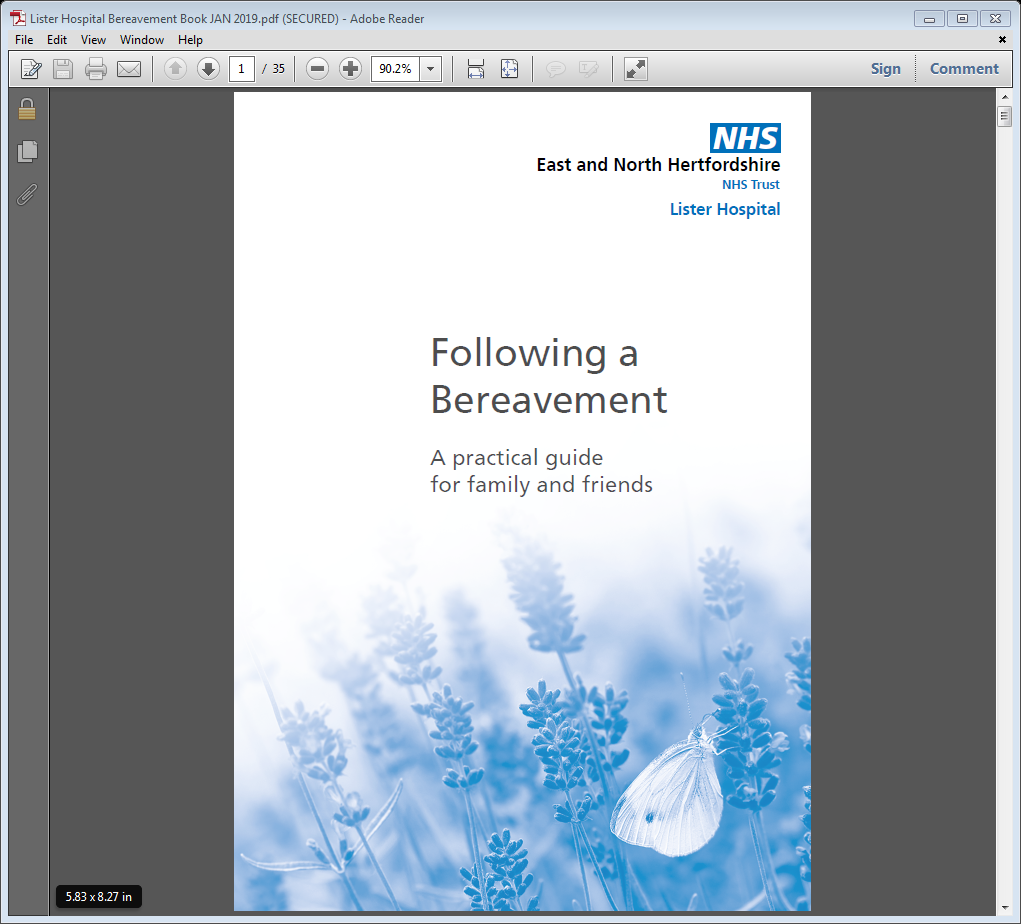 Lister Hospital Bereavement Book JAN 2019.pdf (SECURED) - Adobe Reader
File Edit View Window Help
1 / 35 90.2% Sign Comment
NHS
East and North Hertfordshire
NHS Trust
Lister Hospital
Following a
Bereavement
A practical guide
for family and friends
5.83 x 8.27 in